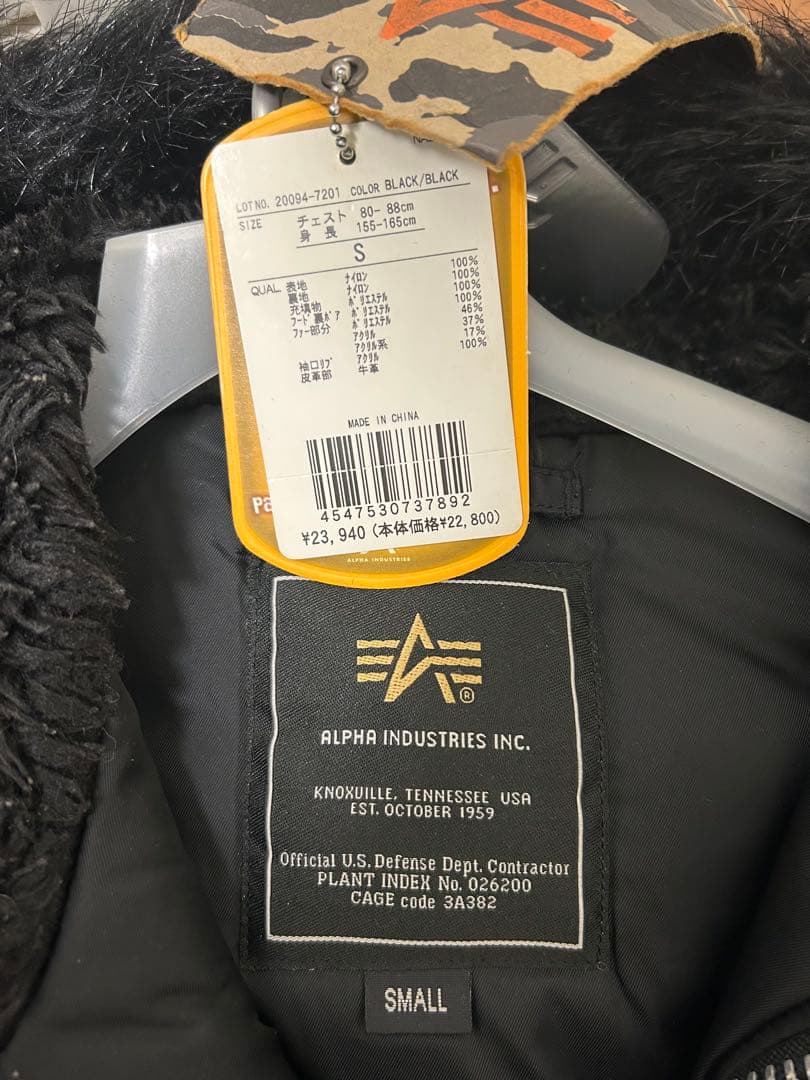 LOT NO. 20094-7201 COLOR BLACK/BLACK
SIZE チェスト 80- 88cm
身 長 155-165cm
S
QUAL. 表地 ナイロン 100%
裏地 ナイロン 100%
充填物 ポリエステル 100%
フード裏ボア ポリエステル 100%
ファー部分 ポリエステル 46%
アクリル 37%
アクリル系 17%
袖口リブ アクリル 100%
皮革部 牛革
MADE IN CHINA
4547530737892
¥23,940 (本体価格¥22,800)
ALPHA INDUSTRIES
®
ALPHA INDUSTRIES INC.
KNOXVILLE, TENNESSEE USA
EST. OCTOBER 1959
Official U.S. Defense Dept. Contractor
PLANT INDEX No. 026200
CAGE code 3A382
SMALL